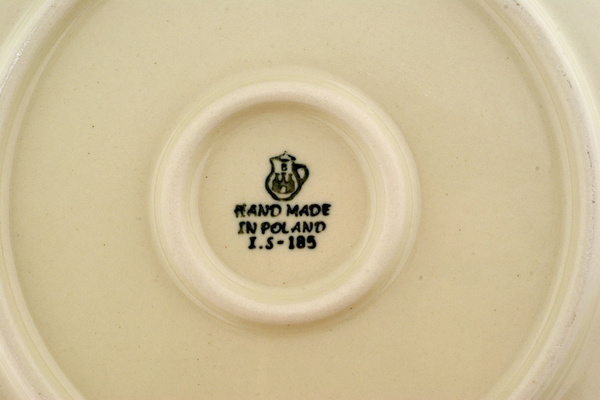 B
HAND MADE
IN POLAND
I.S-185